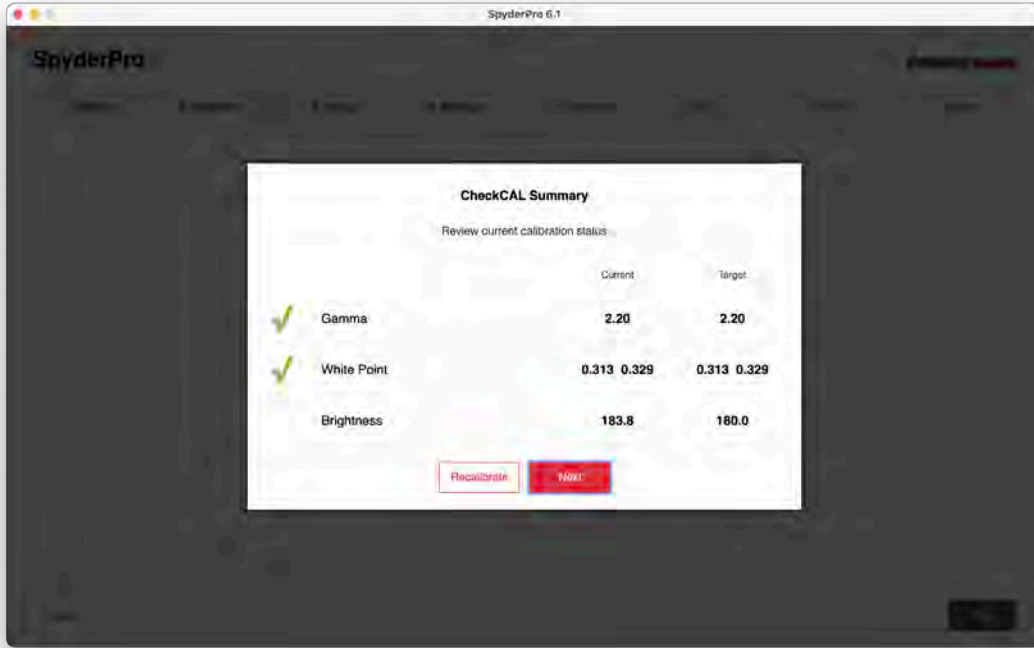 SpyderPro 6.1
SpyderPro
CheckCAL Summary
Review current calibration status
Current Target
Gamma 2.20 2.20
White Point 0.313 0.329 0.313 0.329
Brightness 183.8 180.0
Recalibrate Next